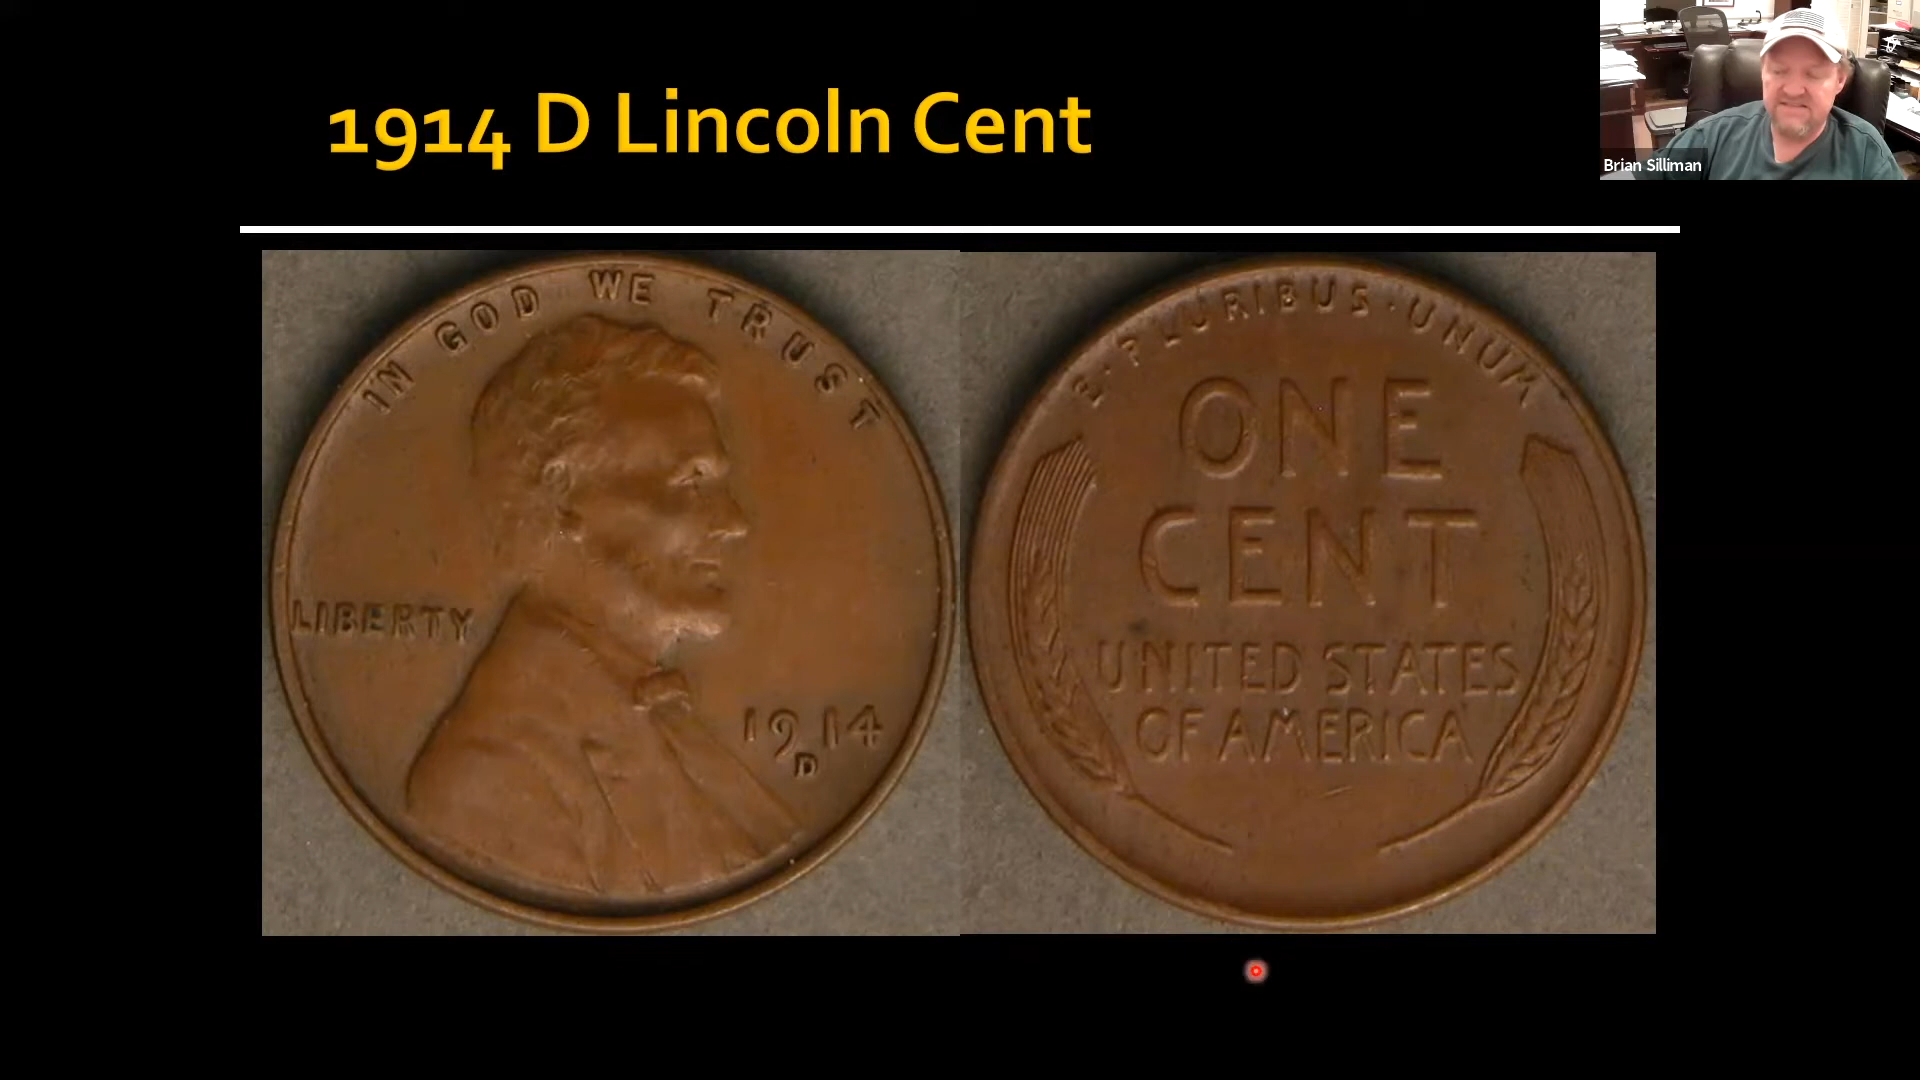 1914 D Lincoln Cent
Brian Silliman
IN GOD WE TRUST
LIBERTY
1914
D
E·PLURIBUS·UNUM
ONE
CENT
UNITED STATES
OF AMERICA